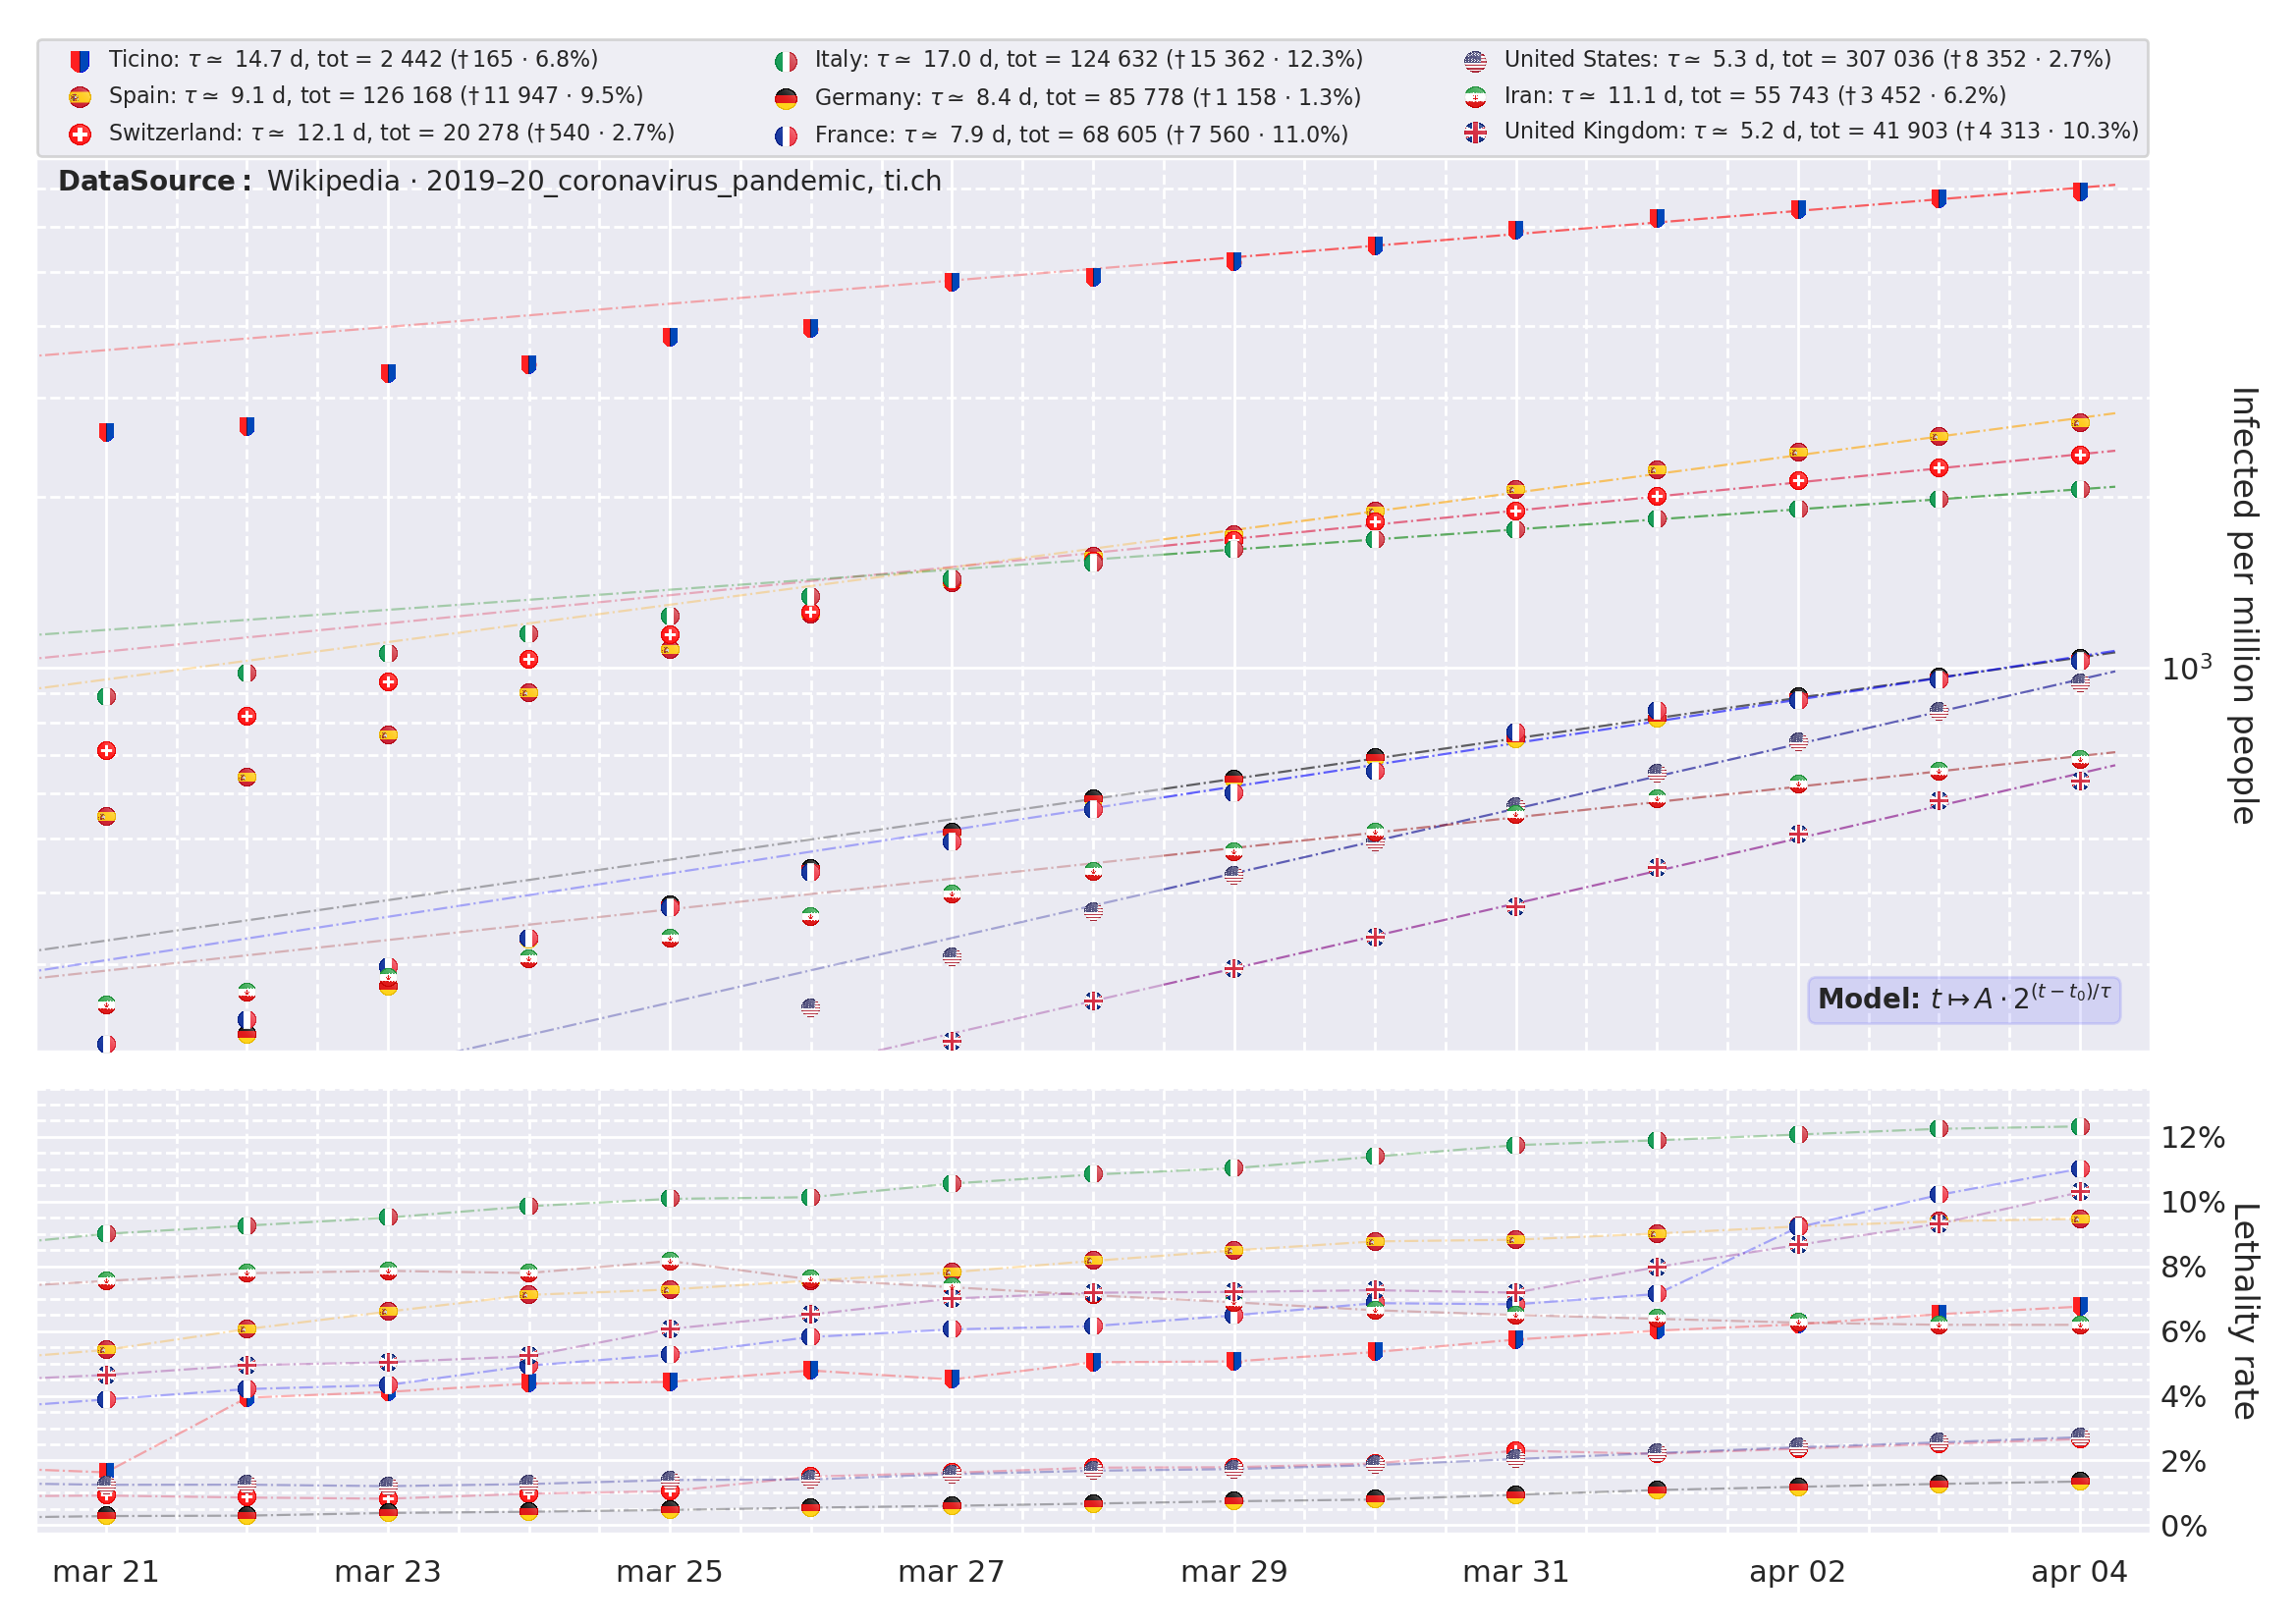 Ticino: τ ≃ 14.7 d, tot = 2 442 (†165 · 6.8%)
Spain: τ ≃ 9.1 d, tot = 126 168 (†11 947 · 9.5%)
Switzerland: τ ≃ 12.1 d, tot = 20 278 (†540 · 2.7%)
Italy: τ ≃ 17.0 d, tot = 124 632 (†15 362 · 12.3%)
Germany: τ ≃ 8.4 d, tot = 85 778 (†1 158 · 1.3%)
France: τ ≃ 7.9 d, tot = 68 605 (†7 560 · 11.0%)
United States: τ ≃ 5.3 d, tot = 307 036 (†8 352 · 2.7%)
Iran: τ ≃ 11.1 d, tot = 55 743 (†3 452 · 6.2%)
United Kingdom: τ ≃ 5.2 d, tot = 41 903 (†4 313 · 10.3%)
DataSource: Wikipedia · 2019–20_coronavirus_pandemic, ti.ch
Infected per million people
10³
Model: t ↦ A · 2^{(t − t₀)/τ}
12%
10%
8%
6%
4%
2%
0%
Lethality rate
mar 21
mar 23
mar 25
mar 27
mar 29
mar 31
apr 02
apr 04